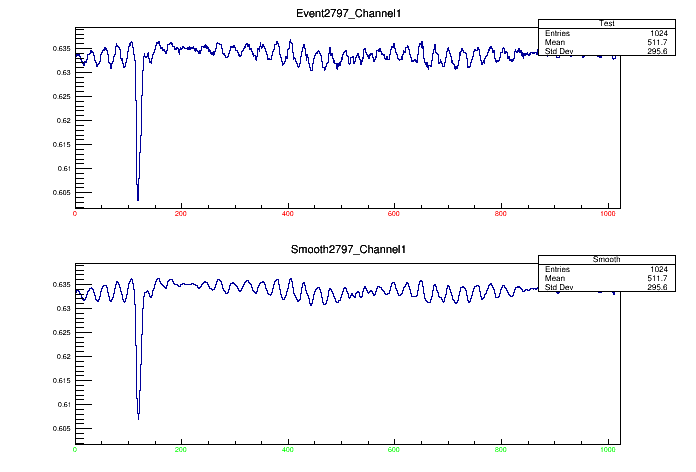 Event2797_Channel1
Test
Entries 1024
Mean 511.7
Std Dev 295.6
0.635
0.63
0.625
0.62
0.615
0.61
0.605
0 200 400 600 800 1000
Smooth2797_Channel1
Smooth
Entries 1024
Mean 511.7
Std Dev 295.6
0.635
0.63
0.625
0.62
0.615
0.61
0.605
0 200 400 600 800 1000